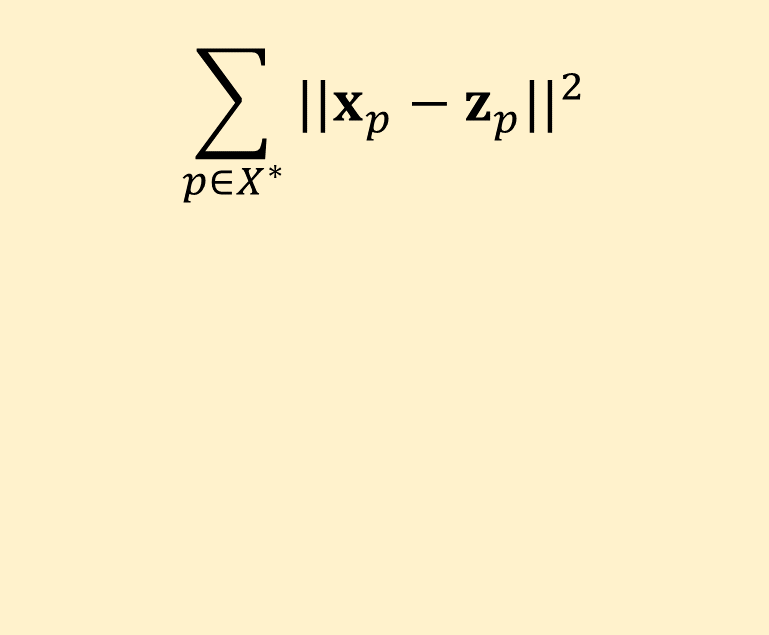 ∑_{p∈X*} ||𝐱_p − 𝐳_p||²